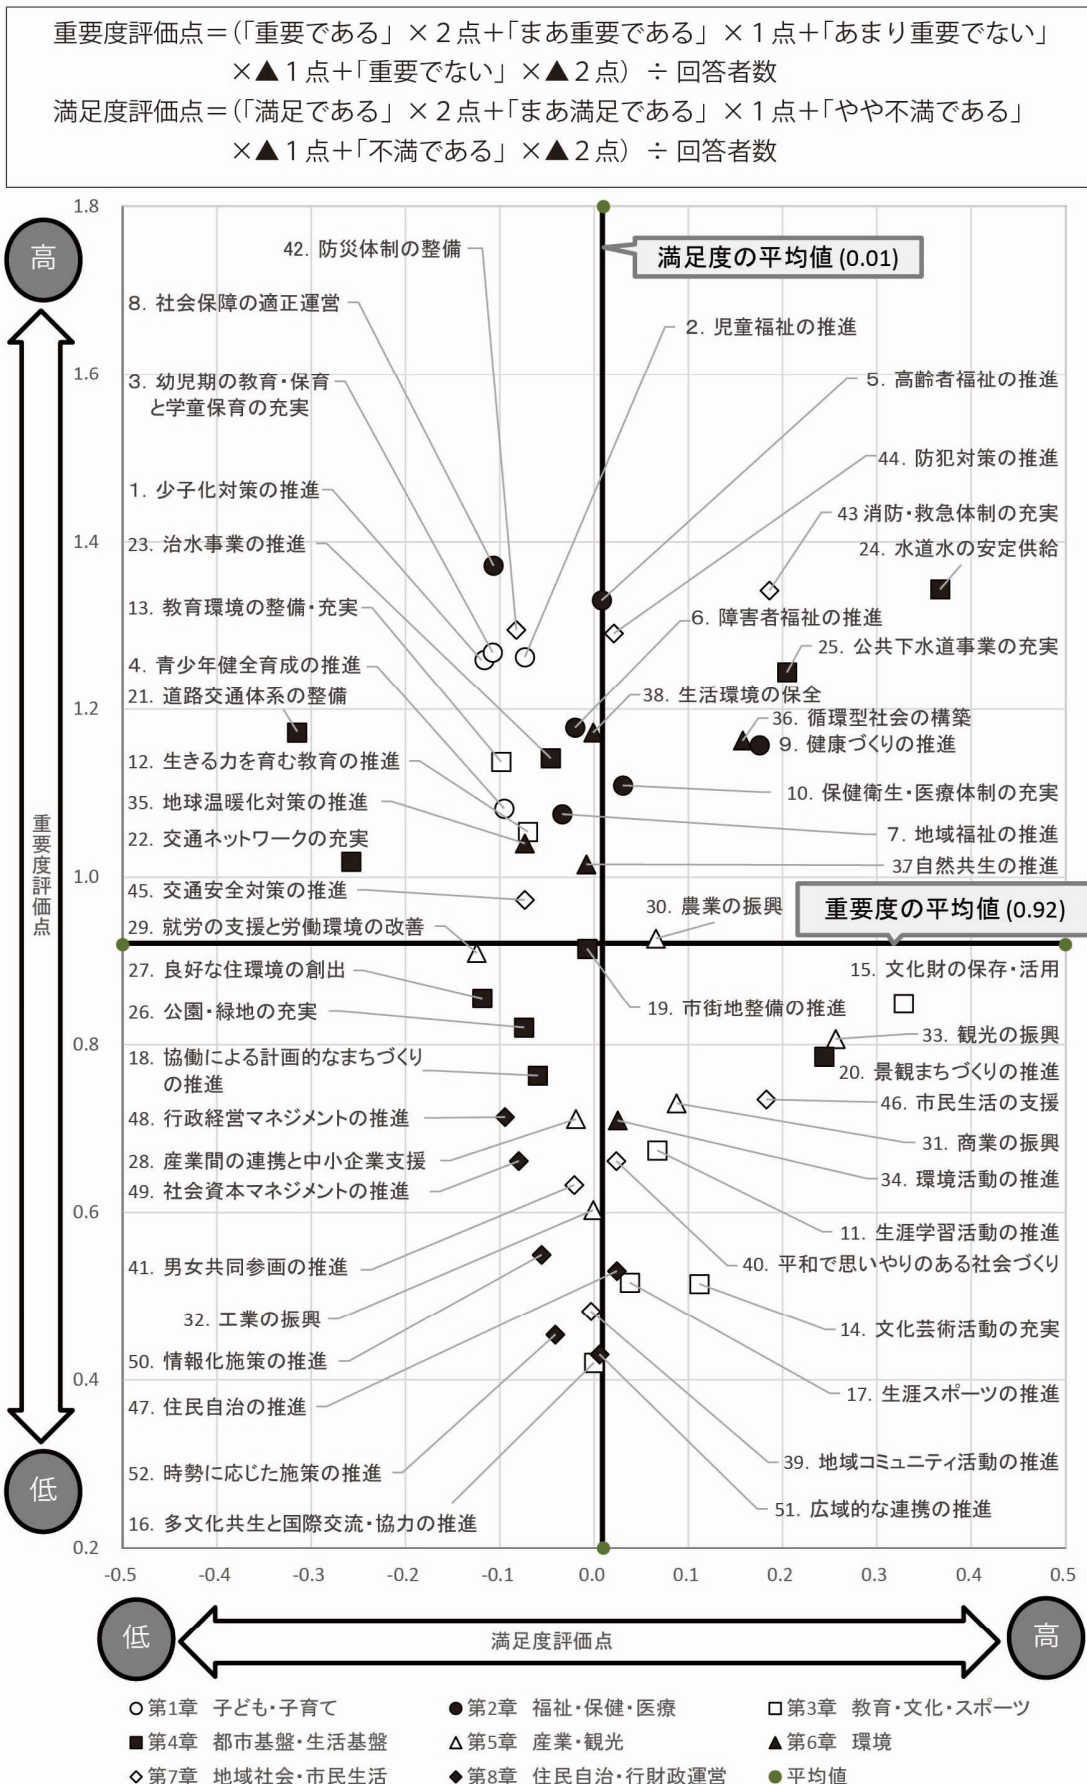 重要度評価点＝（「重要である」×２点＋「まあ重要である」×１点＋「あまり重要でない」
×▲１点＋「重要でない」×▲２点）÷ 回答者数
満足度評価点＝（「満足である」×２点＋「まあ満足である」×１点＋「やや不満である」
×▲１点＋「不満である」×▲２点）÷ 回答者数
1.8
高
42. 防災体制の整備
満足度の平均値 (0.01)
8. 社会保障の適正運営
2. 児童福祉の推進
1.6
3. 幼児期の教育・保育
と学童保育の充実
5. 高齢者福祉の推進
44. 防犯対策の推進
1. 少子化対策の推進
43 消防・救急体制の充実
1.4
23. 治水事業の推進
24. 水道水の安定供給
13. 教育環境の整備・充実
6. 障害者福祉の推進
25. 公共下水道事業の充実
4. 青少年健全育成の推進
21. 道路交通体系の整備
38. 生活環境の保全
1.2
36. 循環型社会の構築
9. 健康づくりの推進
12. 生きる力を育む教育の推進
10. 保健衛生・医療体制の充実
35. 地球温暖化対策の推進
7. 地域福祉の推進
22. 交通ネットワークの充実
37自然共生の推進
1.0
重要度評価点
45. 交通安全対策の推進
30. 農業の振興
重要度の平均値 (0.92)
29. 就労の支援と労働環境の改善
27. 良好な住環境の創出
15. 文化財の保存・活用
26. 公園・緑地の充実
19. 市街地整備の推進
33. 観光の振興
0.8
18. 協働による計画的なまちづくり
の推進
20. 景観まちづくりの推進
46. 市民生活の支援
48. 行政経営マネジメントの推進
31. 商業の振興
28. 産業間の連携と中小企業支援
34. 環境活動の推進
49. 社会資本マネジメントの推進
0.6
11. 生涯学習活動の推進
41. 男女共同参画の推進
40. 平和で思いやりのある社会づくり
32. 工業の振興
14. 文化芸術活動の充実
50. 情報化施策の推進
0.4
17. 生涯スポーツの推進
47. 住民自治の推進
39. 地域コミュニティ活動の推進
52. 時勢に応じた施策の推進
低
51. 広域的な連携の推進
16. 多文化共生と国際交流・協力の推進
0.2
-0.5 -0.4 -0.3 -0.2 -0.1 0.0 0.1 0.2 0.3 0.4 0.5
低 満足度評価点 高
○第1章 子ども・子育て ●第2章 福祉・保健・医療 □第3章 教育・文化・スポーツ
■第4章 都市基盤・生活基盤 △第5章 産業・観光 ▲第6章 環境
◇第7章 地域社会・市民生活 ◆第8章 住民自治・行財政運営 ●平均値